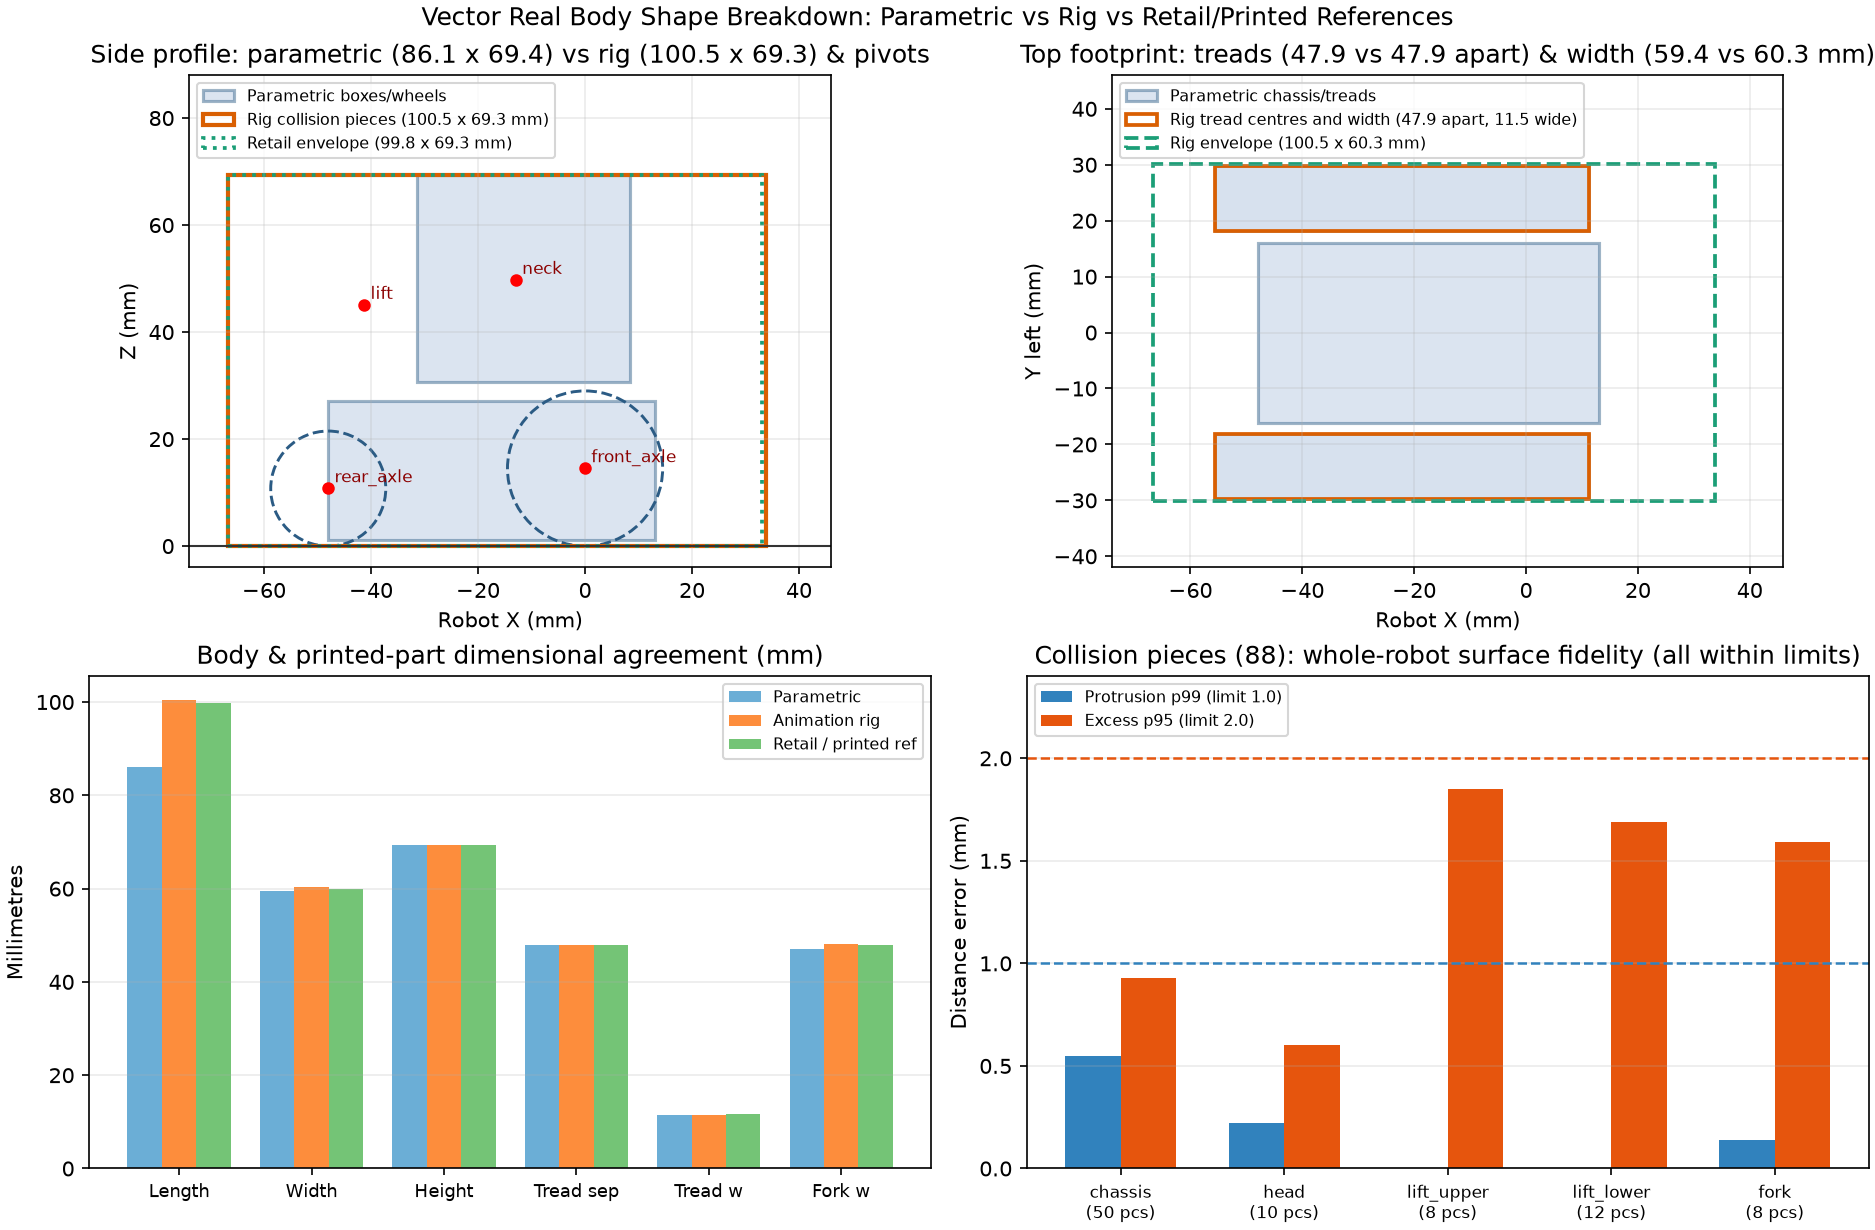 Vector Real Body Shape Breakdown: Parametric vs Rig vs Retail/Printed References
Side profile: parametric (86.1 x 69.4) vs rig (100.5 x 69.3) & pivots
Parametric boxes/wheels
Rig collision pieces (100.5 x 69.3 mm)
Retail envelope (99.8 x 69.3 mm)
80
60
40
20
0
Z (mm)
neck
lift
front_axle
rear_axle
−60
−40
−20
0
20
40
Robot X (mm)
Top footprint: treads (47.9 vs 47.9 apart) & width (59.4 vs 60.3 mm)
Parametric chassis/treads
Rig tread centres and width (47.9 apart, 11.5 wide)
Rig envelope (100.5 x 60.3 mm)
40
30
20
10
0
−10
−20
−30
−40
Y left (mm)
−60
−40
−20
0
20
40
Robot X (mm)
Body & printed-part dimensional agreement (mm)
Parametric
Animation rig
Retail / printed ref
100
80
60
40
20
0
Millimetres
Length
Width
Height
Tread sep
Tread w
Fork w
Collision pieces (88): whole-robot surface fidelity (all within limits)
Protrusion p99 (limit 1.0)
Excess p95 (limit 2.0)
2.0
1.5
1.0
0.5
0.0
Distance error (mm)
chassis
(50 pcs)
head
(10 pcs)
lift_upper
(8 pcs)
lift_lower
(12 pcs)
fork
(8 pcs)